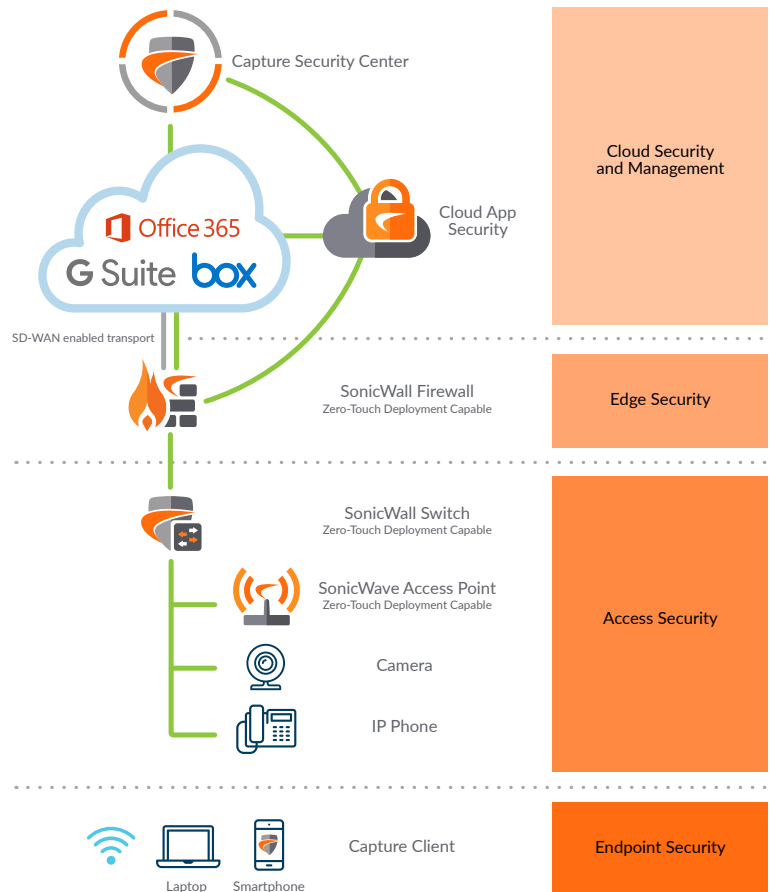 Capture Security Center
Cloud Security
and Management
Office 365
G Suite box
Cloud App
Security
SD-WAN enabled transport
SonicWall Firewall
Zero-Touch Deployment Capable
Edge Security
SonicWall Switch
Zero-Touch Deployment Capable
SonicWave Access Point
Zero-Touch Deployment Capable
Access Security
Camera
IP Phone
Capture Client
Endpoint Security
Laptop
Smartphone